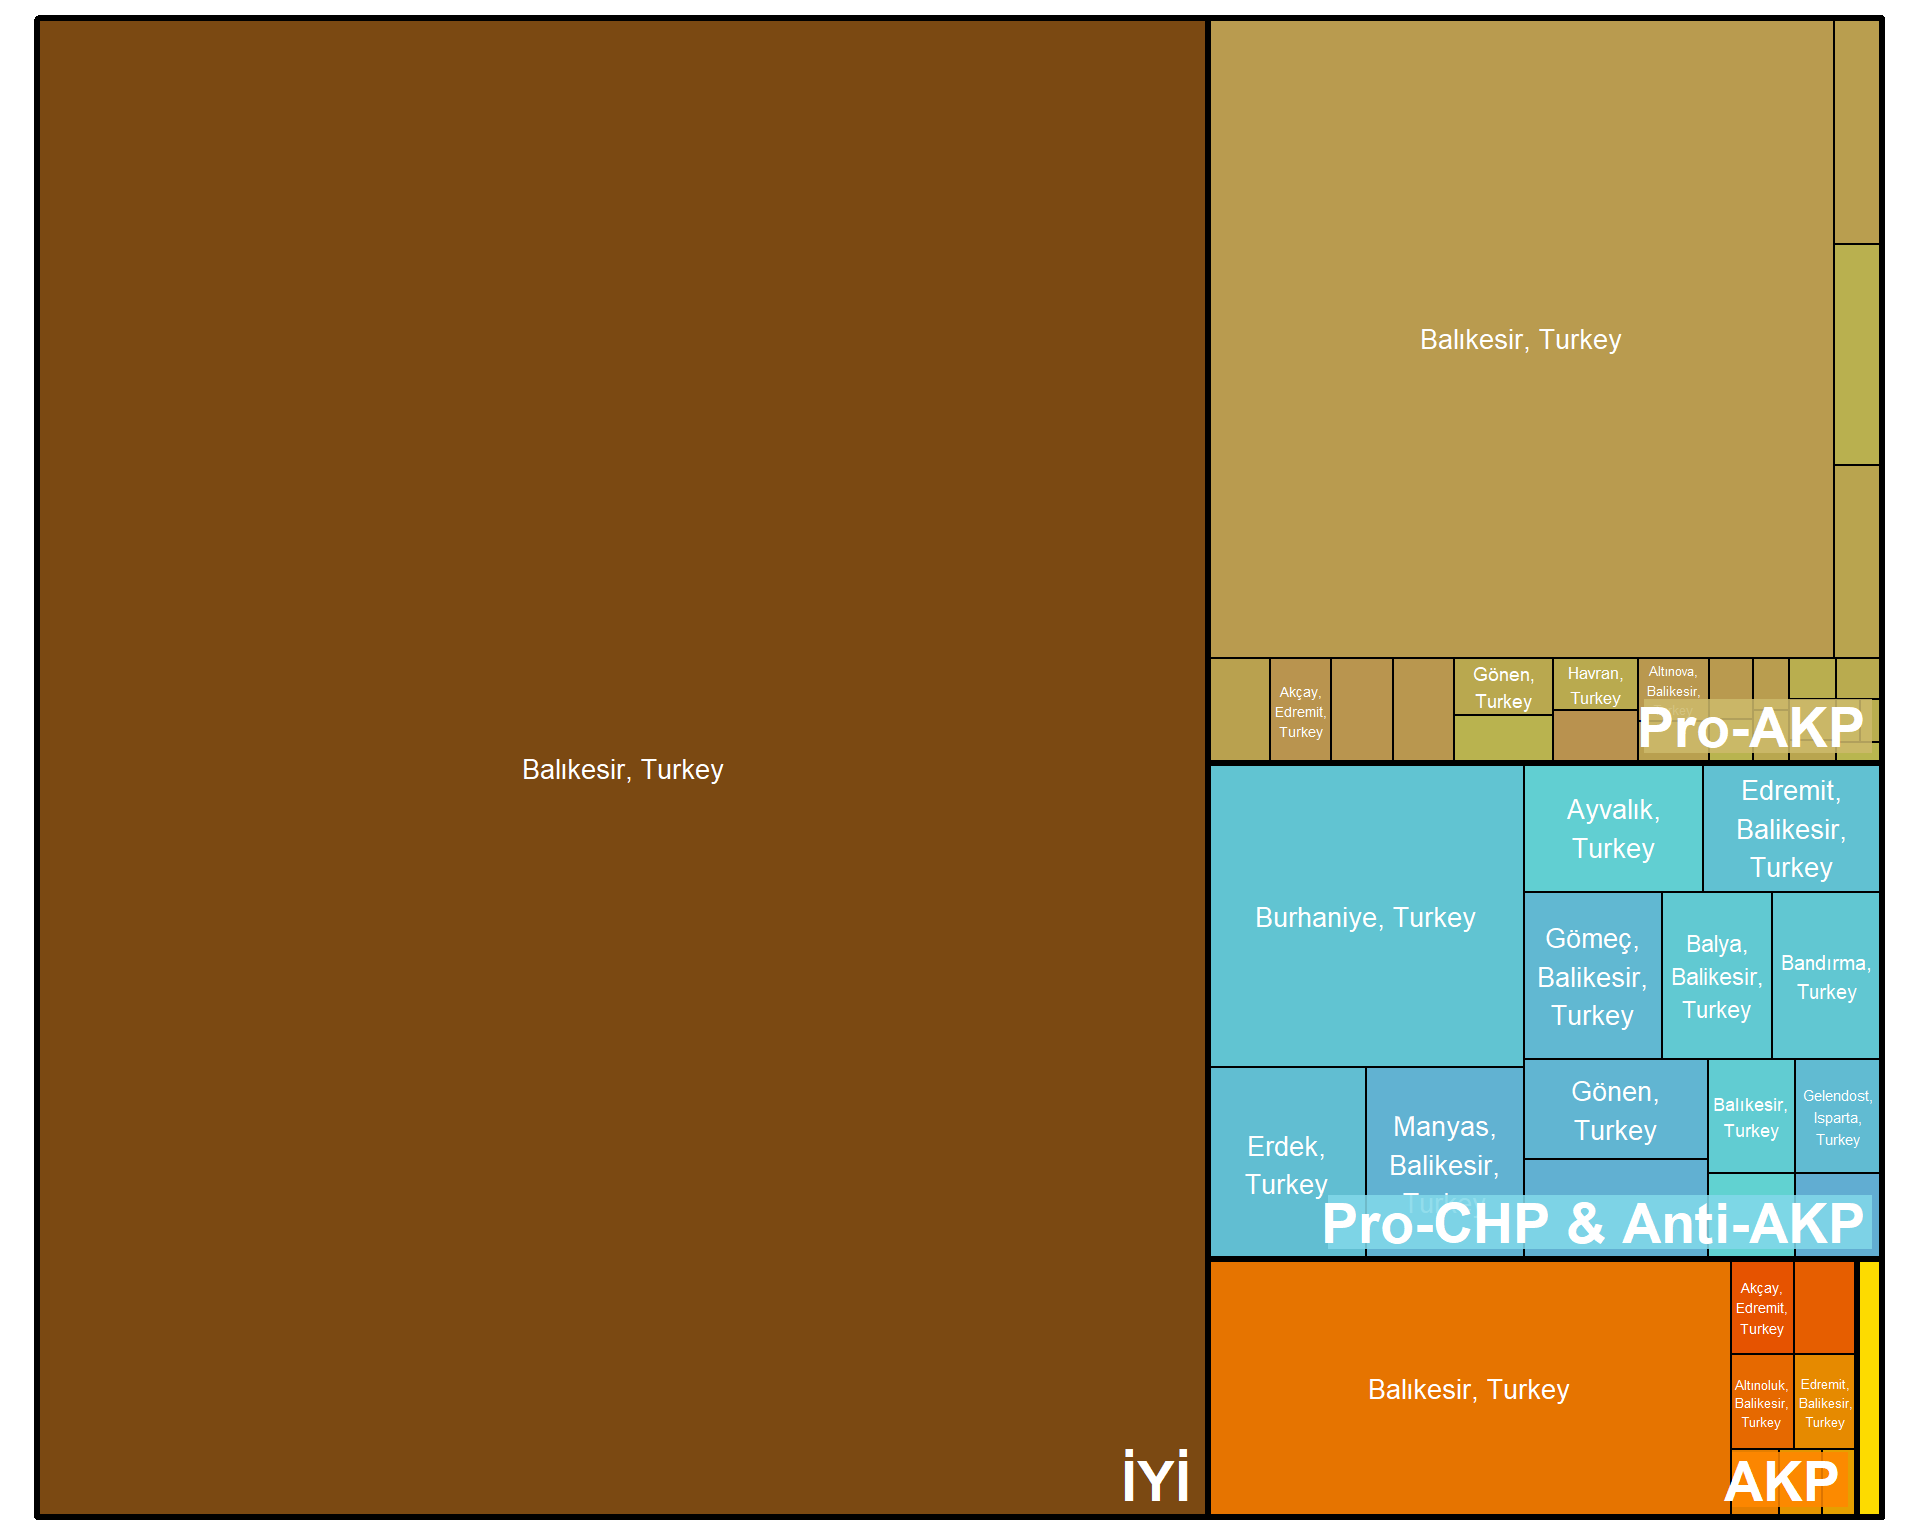 Balıkesir, Turkey
İYİ
Balıkesir, Turkey
Akçay,
Edremit,
Turkey
Gönen,
Turkey
Havran,
Turkey
Altınova,
Balikesir,
Turkey
Pro-AKP
Burhaniye, Turkey
Ayvalık,
Turkey
Edremit,
Balikesir,
Turkey
Gömeç,
Balikesir,
Turkey
Balya,
Balikesir,
Turkey
Bandırma,
Turkey
Erdek,
Turkey
Manyas,
Balikesir,
Turkey
Gönen,
Turkey
Balıkesir,
Turkey
Gelendost,
Isparta,
Turkey
Pro-CHP & Anti-AKP
Balıkesir, Turkey
Akçay,
Edremit,
Turkey
Altınoluk,
Balikesir,
Turkey
Edremit,
Balikesir,
Turkey
AKP